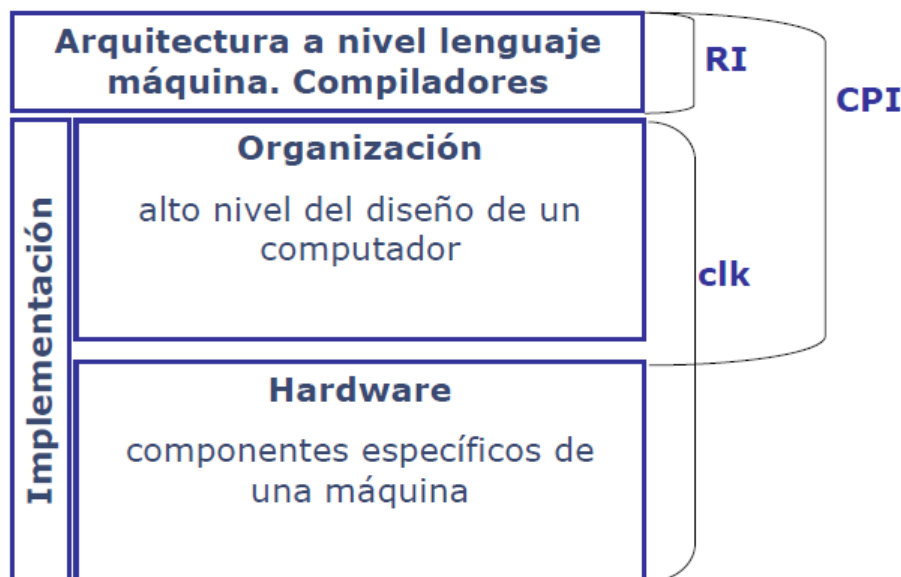 Arquitectura a nivel lenguaje
máquina. Compiladores
RI
CPI
Implementación
Organización
alto nivel del diseño de un
computador
clk
Hardware
componentes específicos de
una máquina